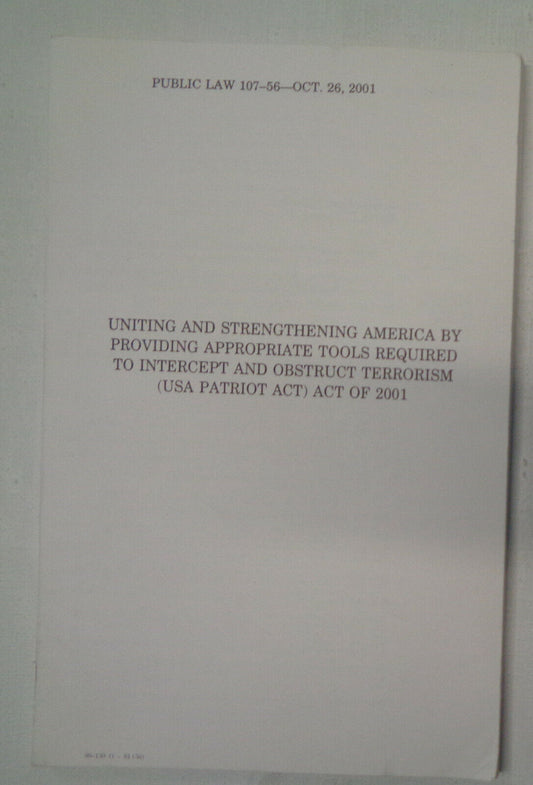 PUBLIC LAW 107–56—OCT. 26, 2001
UNITING AND STRENGTHENING AMERICA BY
PROVIDING APPROPRIATE TOOLS REQUIRED
TO INTERCEPT AND OBSTRUCT TERRORISM
(USA PATRIOT ACT) ACT OF 2001